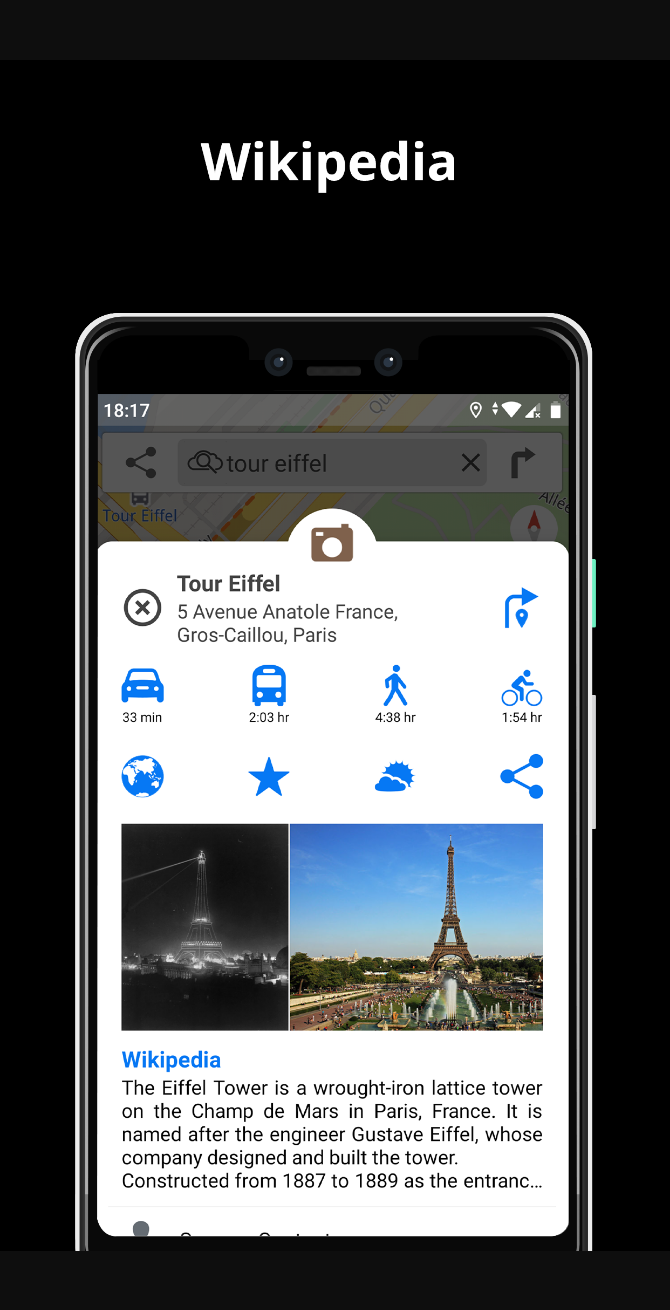 Wikipedia
18:17
tour eiffel
Tour Eiffel
Tour Eiffel
5 Avenue Anatole France,
Gros-Caillou, Paris
33 min
2:03 hr
4:38 hr
1:54 hr
Wikipedia
The Eiffel Tower is a wrought-iron lattice tower
on the Champ de Mars in Paris, France. It is
named after the engineer Gustave Eiffel, whose
company designed and built the tower.
Constructed from 1887 to 1889 as the entranc…